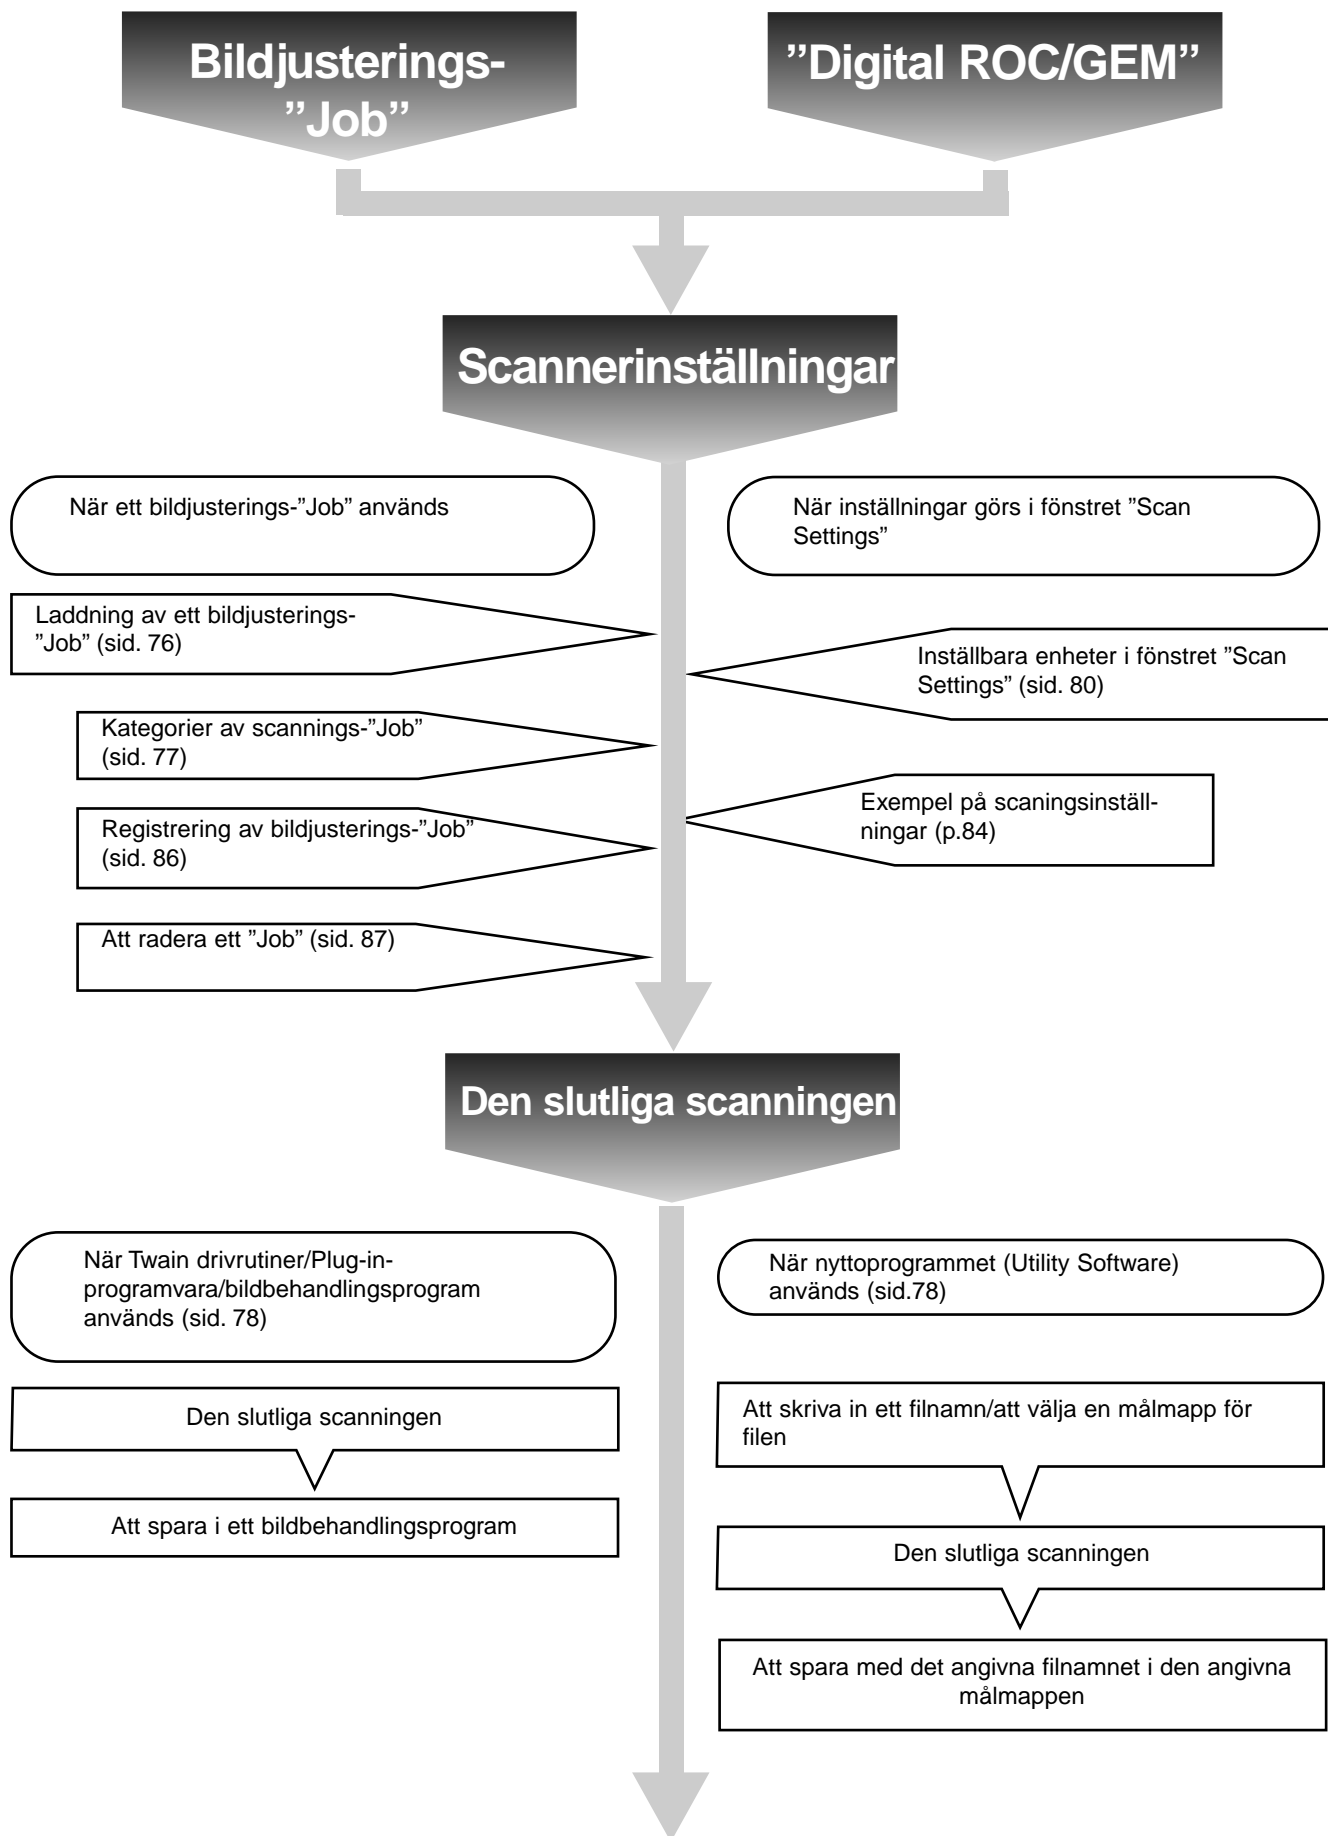 Bildjusterings-
”Job”
”Digital ROC/GEM”
Scannerinställningar
När ett bildjusterings-”Job” används
När inställningar görs i fönstret ”Scan
Settings”
Laddning av ett bildjusterings-
”Job” (sid. 76)
Inställbara enheter i fönstret ”Scan
Settings” (sid. 80)
Kategorier av scannings-”Job”
(sid. 77)
Exempel på scaningsinställ-
ningar (p.84)
Registrering av bildjusterings-”Job”
(sid. 86)
Att radera ett ”Job” (sid. 87)
Den slutliga scanningen
När Twain drivrutiner/Plug-in-
programvara/bildbehandlingsprogram
används (sid. 78)
När nyttoprogrammet (Utility Software)
används (sid.78)
Den slutliga scanningen
Att spara i ett bildbehandlingsprogram
Att skriva in ett filnamn/att välja en målmapp för
filen
Den slutliga scanningen
Att spara med det angivna filnamnet i den angivna
målmappen